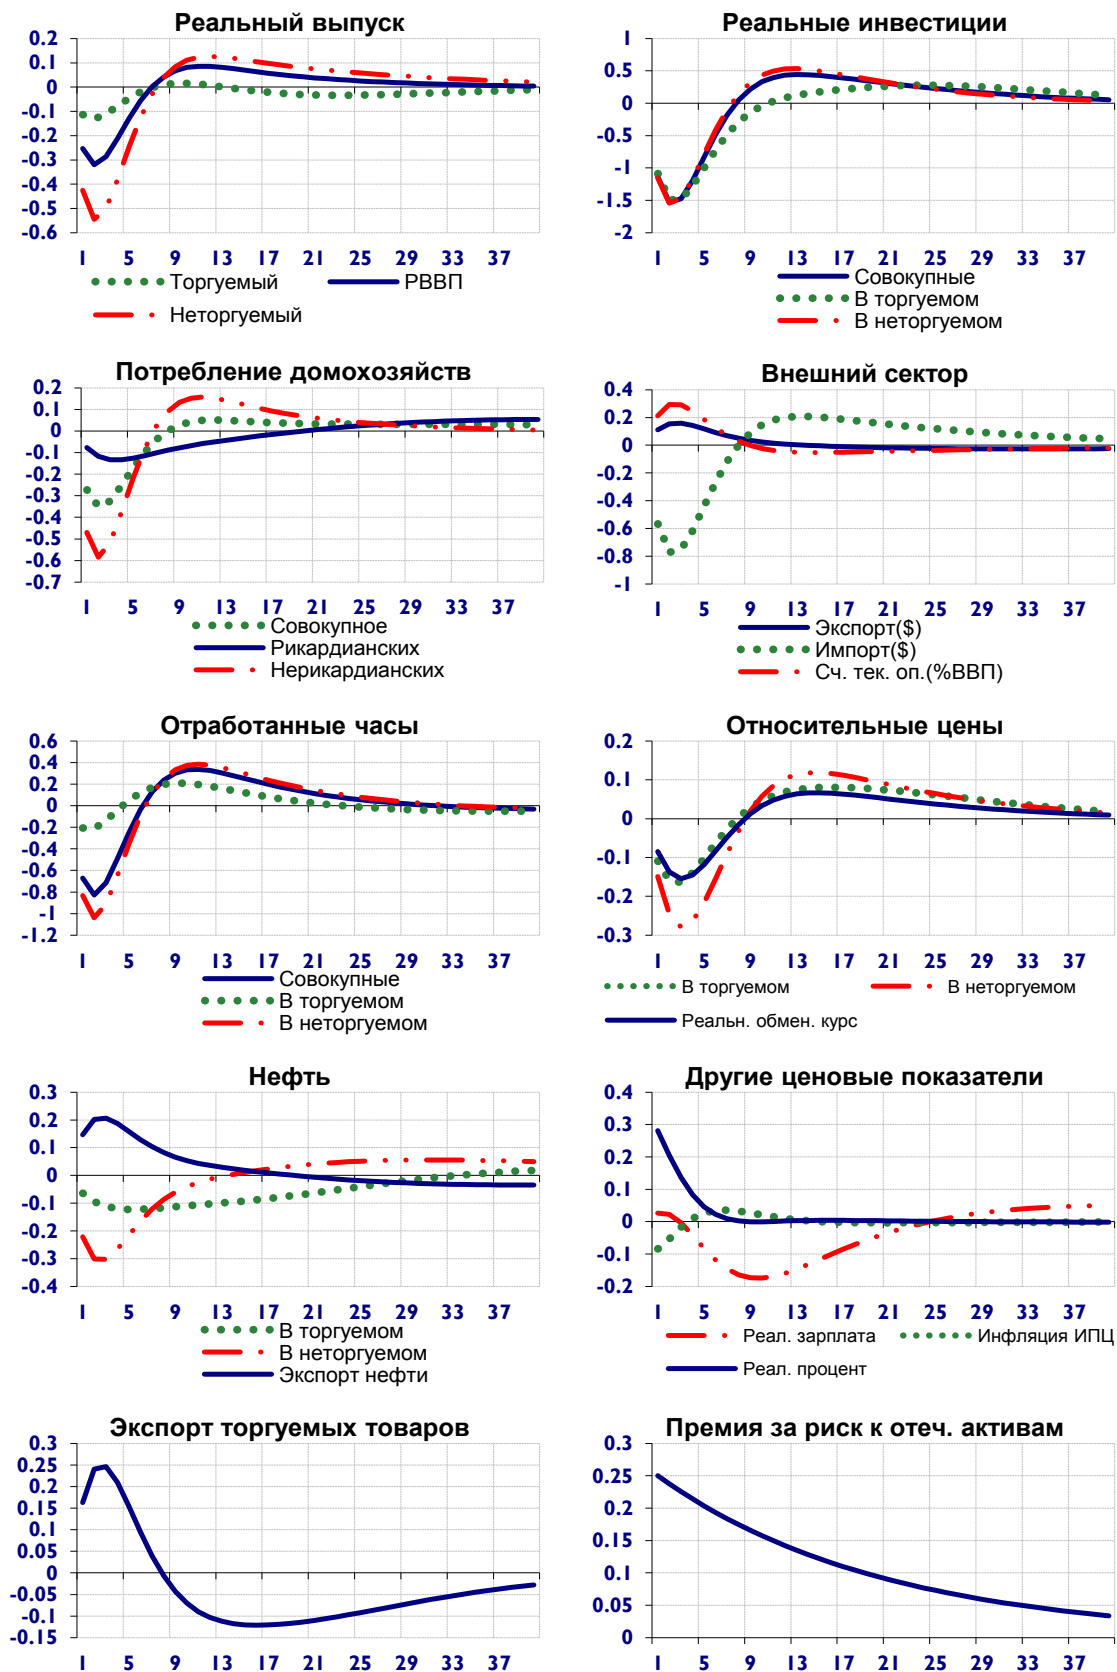 Реальный выпуск
0.2
0.1
0
-0.1
-0.2
-0.3
-0.4
-0.5
-0.6
1 5 9 13 17 21 25 29 33 37
Торгуемый РВВП
Неторгуемый
Реальные инвестиции
1
0.5
0
-0.5
-1
-1.5
-2
1 5 9 13 17 21 25 29 33 37
Совокупные
В торгуемом
В неторгуемом
Потребление домохозяйств
0.2
0.1
0
-0.1
-0.2
-0.3
-0.4
-0.5
-0.6
-0.7
1 5 9 13 17 21 25 29 33 37
Совокупное
Рикардианских
Нерикардианских
Внешний сектор
0.4
0.2
0
-0.2
-0.4
-0.6
-0.8
-1
1 5 9 13 17 21 25 29 33 37
Экспорт($)
Импорт($)
Сч. тек. оп.(%ВВП)
Отработанные часы
0.6
0.4
0.2
0
-0.2
-0.4
-0.6
-0.8
-1
-1.2
1 5 9 13 17 21 25 29 33 37
Совокупные
В торгуемом
В неторгуемом
Относительные цены
0.2
0.1
0
-0.1
-0.2
-0.3
1 5 9 13 17 21 25 29 33 37
В торгуемом В неторгуемом
Реальн. обмен. курс
Нефть
0.3
0.2
0.1
0
-0.1
-0.2
-0.3
-0.4
1 5 9 13 17 21 25 29 33 37
В торгуемом
В неторгуемом
Экспорт нефти
Другие ценовые показатели
0.4
0.3
0.2
0.1
0
-0.1
-0.2
1 5 9 13 17 21 25 29 33 37
Реал. зарплата Инфляция ИПЦ
Реал. процент
Экспорт торгуемых товаров
0.3
0.25
0.2
0.15
0.1
0.05
0
-0.05
-0.1
-0.15
1 5 9 13 17 21 25 29 33 37
Премия за риск к отеч. активам
0.3
0.25
0.2
0.15
0.1
0.05
0
1 5 9 13 17 21 25 29 33 37